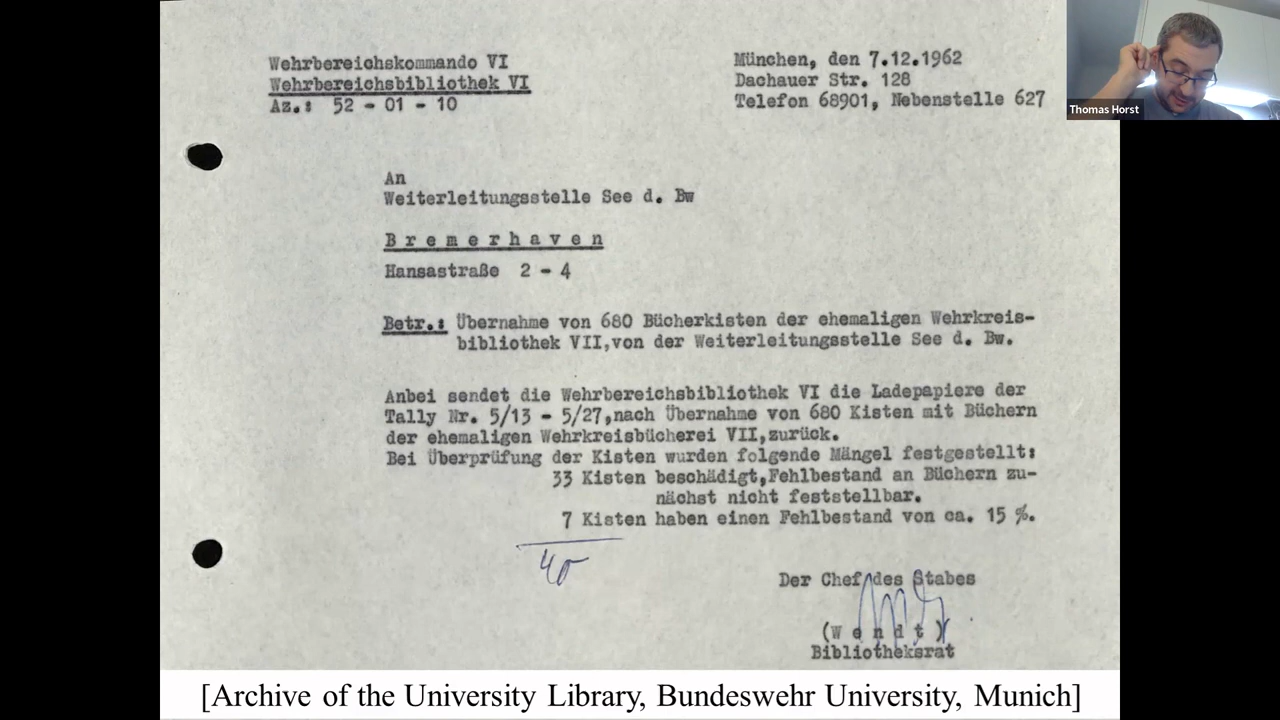 Wehrbereichskommando VI
Wehrbereichsbibliothek VI
Az.: 52 - 01 - 10
München, den 7.12.1962
Dachauer Str. 128
Telefon 68901, Nebenstelle 627
Thomas Horst
An
Weiterleitungsstelle See d. Bw
B r e m e r h a v e n
Hansastraße 2 - 4
Betr.: Übernahme von 680 Bücherkisten der ehemaligen Wehrkreis-
bibliothek VII,von der Weiterleitungsstelle See d. Bw.
Anbei sendet die Wehrbereichsbibliothek VI die Ladepapiere der
Tally Nr. 5/13 - 5/27,nach Übernahme von 680 Kisten mit Büchern
der ehemaligen Wehrkreisbücherei VII,zurück.
Bei Überprüfung der Kisten wurden folgende Mängel festgestellt:
33 Kisten beschädigt,Fehlbestand an Büchern zu-
nächst nicht feststellbar.
7 Kisten haben einen Fehlbestand von ca. 15 %.
40
Der Chef des Stabes
(W e n d t)
Bibliotheksrat
[Archive of the University Library, Bundeswehr University, Munich]